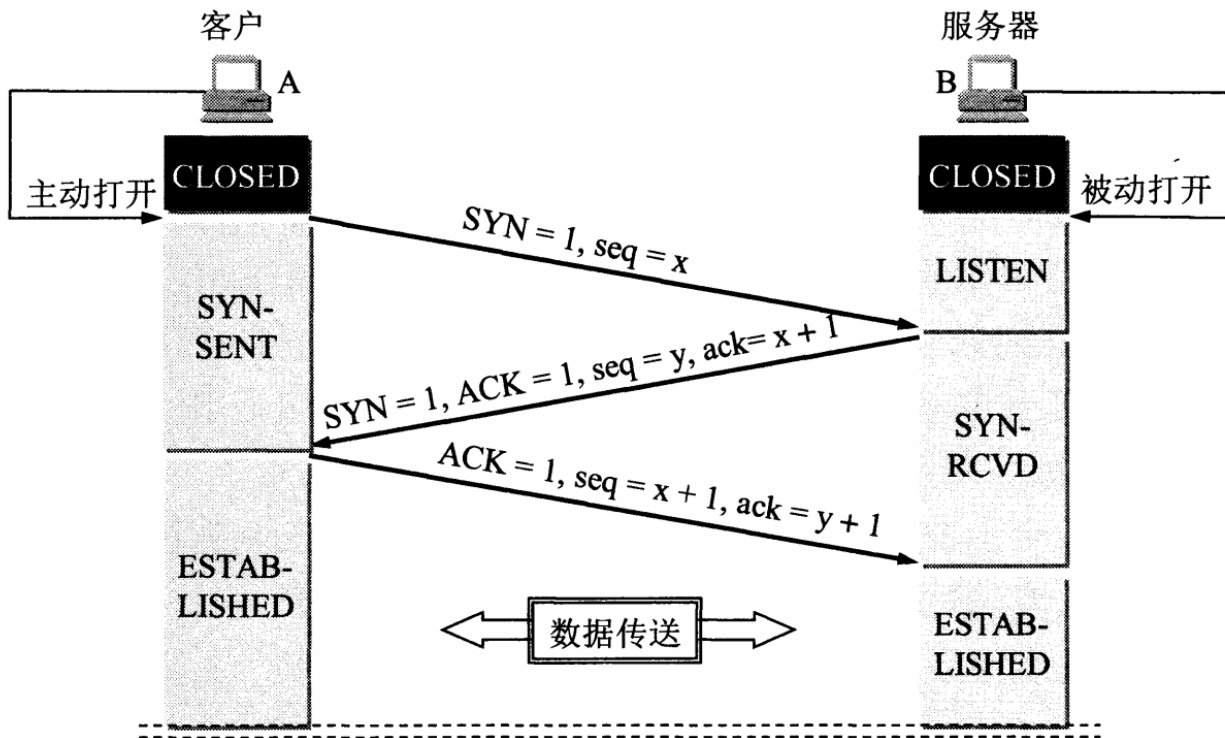 客户
服务器
A
B
CLOSED
CLOSED
主动打开
被动打开
SYN = 1, seq = x
LISTEN
SYN-
SENT
SYN = 1, ACK = 1, seq = y, ack= x + 1
SYN-
RCVD
ACK = 1, seq = x + 1, ack = y + 1
ESTAB-
LISHED
数据传送
ESTAB-
LISHED